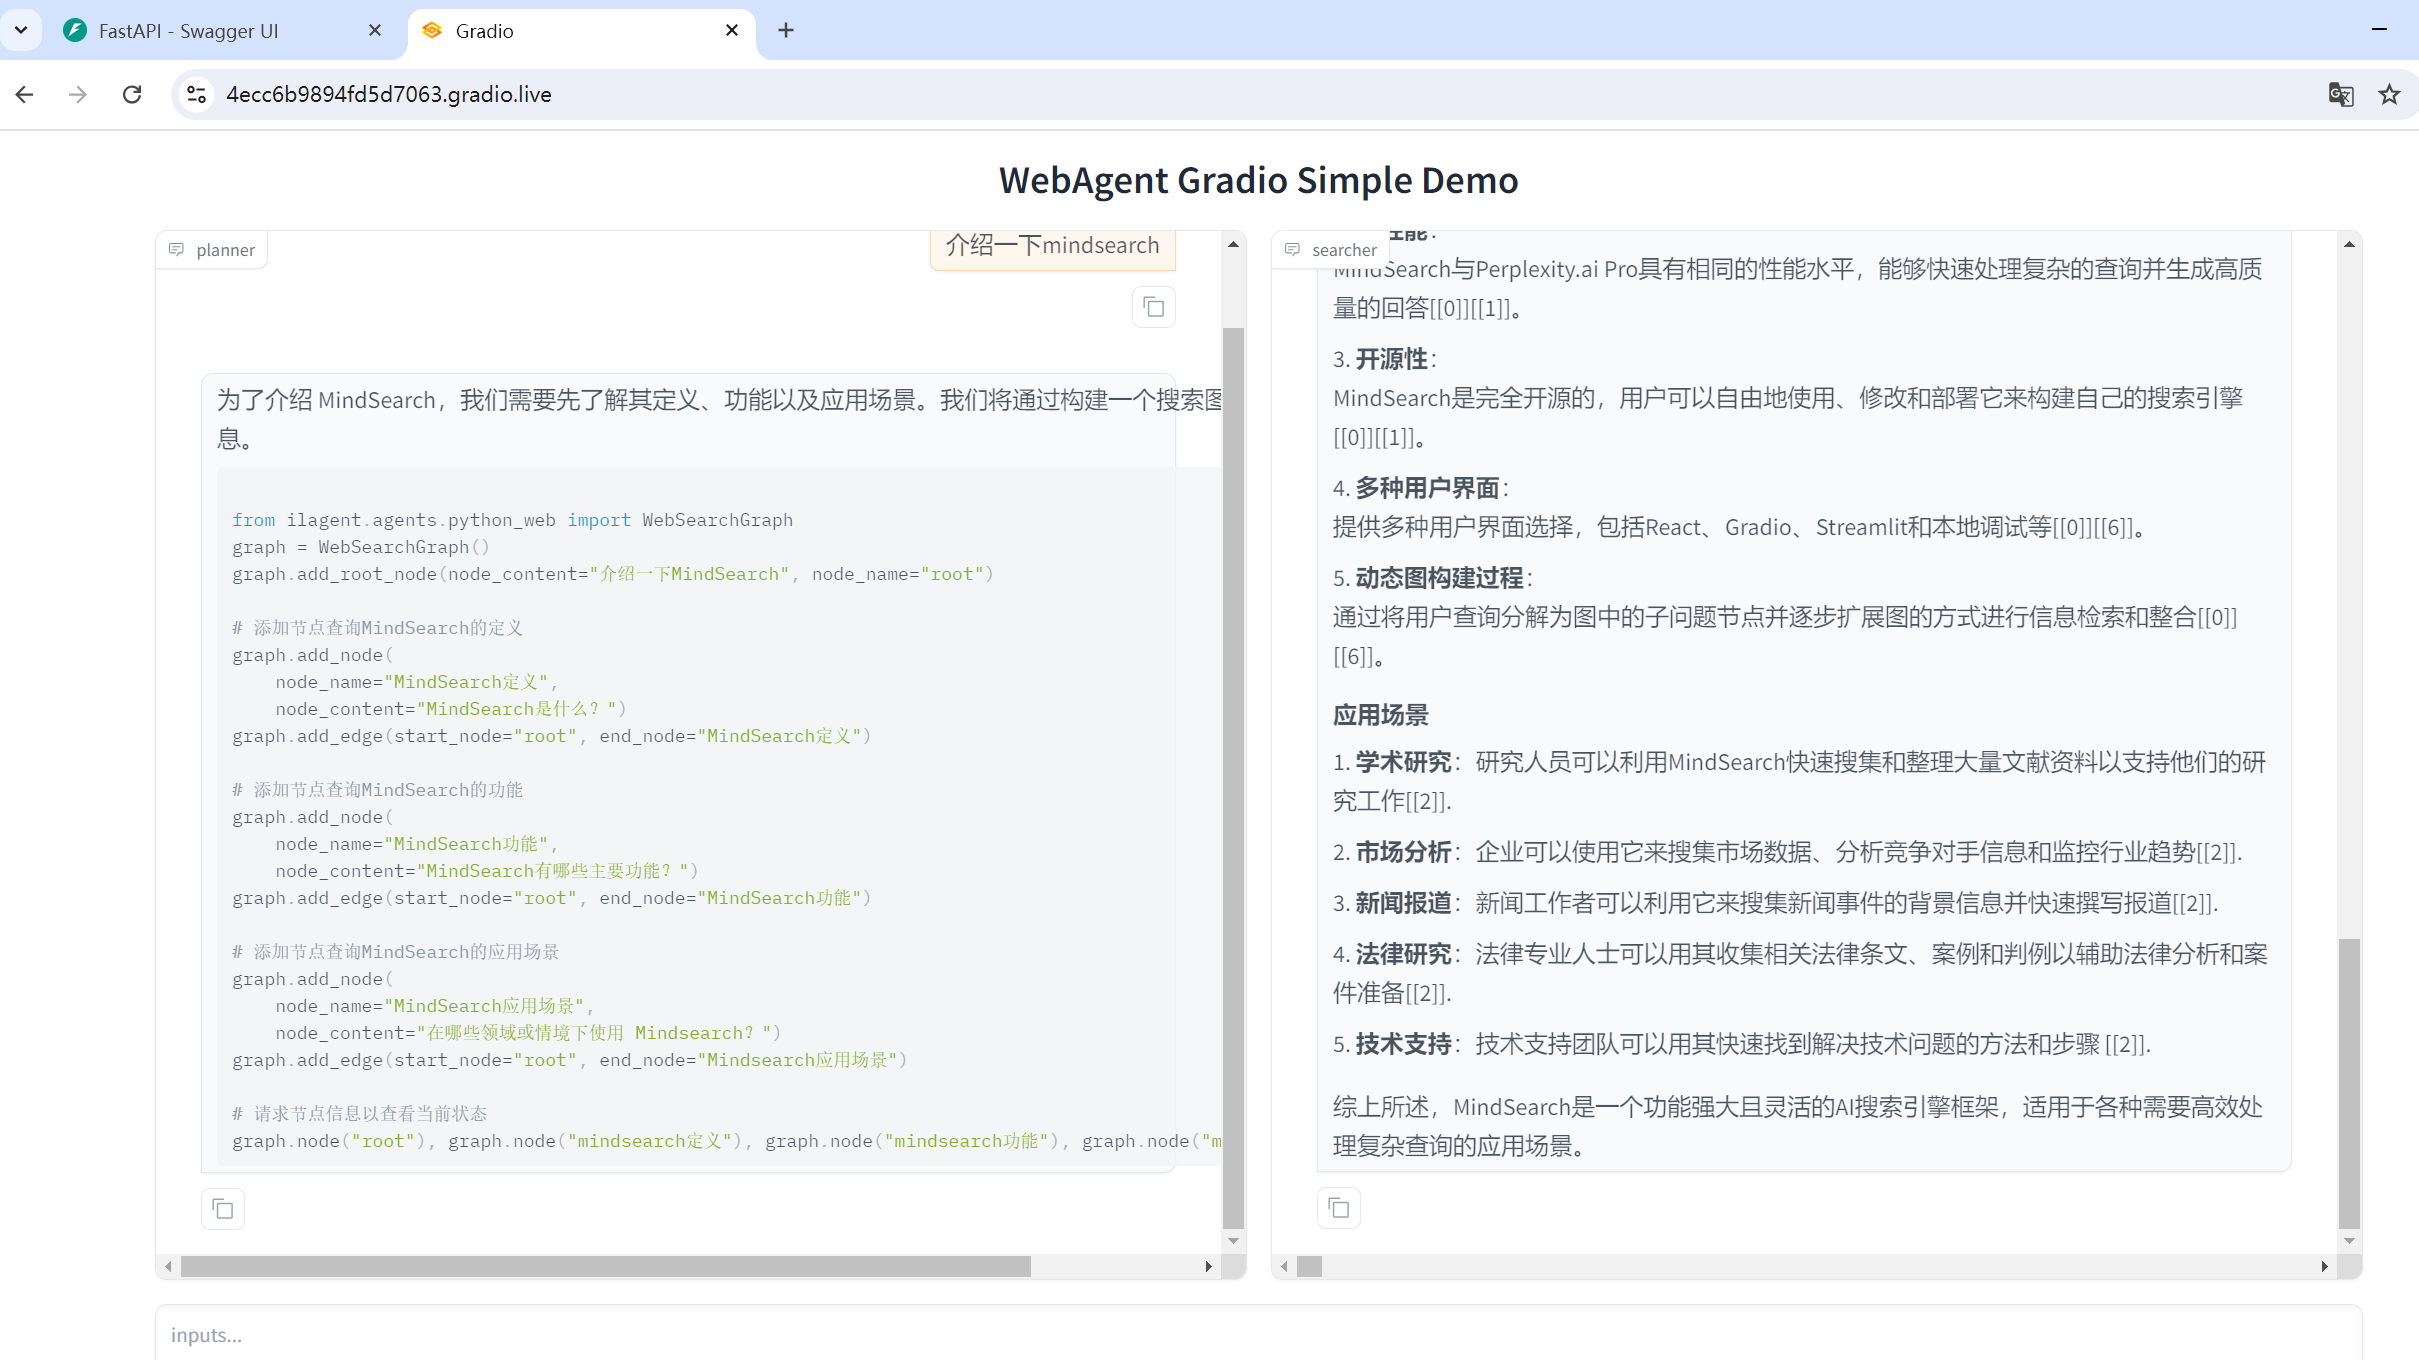 FastAPI - Swagger UI
Gradio
4ecc6b9894fd5d7063.gradio.live
WebAgent Gradio Simple Demo
planner
介绍一下mindsearch
为了介绍 MindSearch，我们需要先了解其定义、功能以及应用场景。我们将通过构建一个搜索图
息。
from ilagent.agents.python_web import WebSearchGraph
graph = WebSearchGraph()
graph.add_root_node(node_content="介绍一下MindSearch", node_name="root")
# 添加节点查询MindSearch的定义
graph.add_node(
node_name="MindSearch定义",
node_content="MindSearch是什么？")
graph.add_edge(start_node="root", end_node="MindSearch定义")
# 添加节点查询MindSearch的功能
graph.add_node(
node_name="MindSearch功能",
node_content="MindSearch有哪些主要功能？")
graph.add_edge(start_node="root", end_node="MindSearch功能")
# 添加节点查询MindSearch的应用场景
graph.add_node(
node_name="MindSearch应用场景",
node_content="在哪些领域或情境下使用 Mindsearch？")
graph.add_edge(start_node="root", end_node="Mindsearch应用场景")
# 请求节点信息以查看当前状态
graph.node("root"), graph.node("mindsearch定义"), graph.node("mindsearch功能"), graph.node("m
searcher
MindSearch与Perplexity.ai Pro具有相同的性能水平，能够快速处理复杂的查询并生成高质
量的回答[[0]][[1]]。
3. 开源性：
MindSearch是完全开源的，用户可以自由地使用、修改和部署它来构建自己的搜索引擎
[[0]][[1]]。
4. 多种用户界面：
提供多种用户界面选择，包括React、Gradio、Streamlit和本地调试等[[0]][[6]]。
5. 动态图构建过程：
通过将用户查询分解为图中的子问题节点并逐步扩展图的方式进行信息检索和整合[[0]]
[[6]]。
应用场景
1. 学术研究：研究人员可以利用MindSearch快速搜集和整理大量文献资料以支持他们的研
究工作[[2]].
2. 市场分析：企业可以使用它来搜集市场数据、分析竞争对手信息和监控行业趋势[[2]].
3. 新闻报道：新闻工作者可以利用它来搜集新闻事件的背景信息并快速撰写报道[[2]].
4. 法律研究：法律专业人士可以用其收集相关法律条文、案例和判例以辅助法律分析和案
件准备[[2]].
5. 技术支持：技术支持团队可以用其快速找到解决技术问题的方法和步骤 [[2]].
综上所述，MindSearch是一个功能强大且灵活的AI搜索引擎框架，适用于各种需要高效处
理复杂查询的应用场景。
inputs...